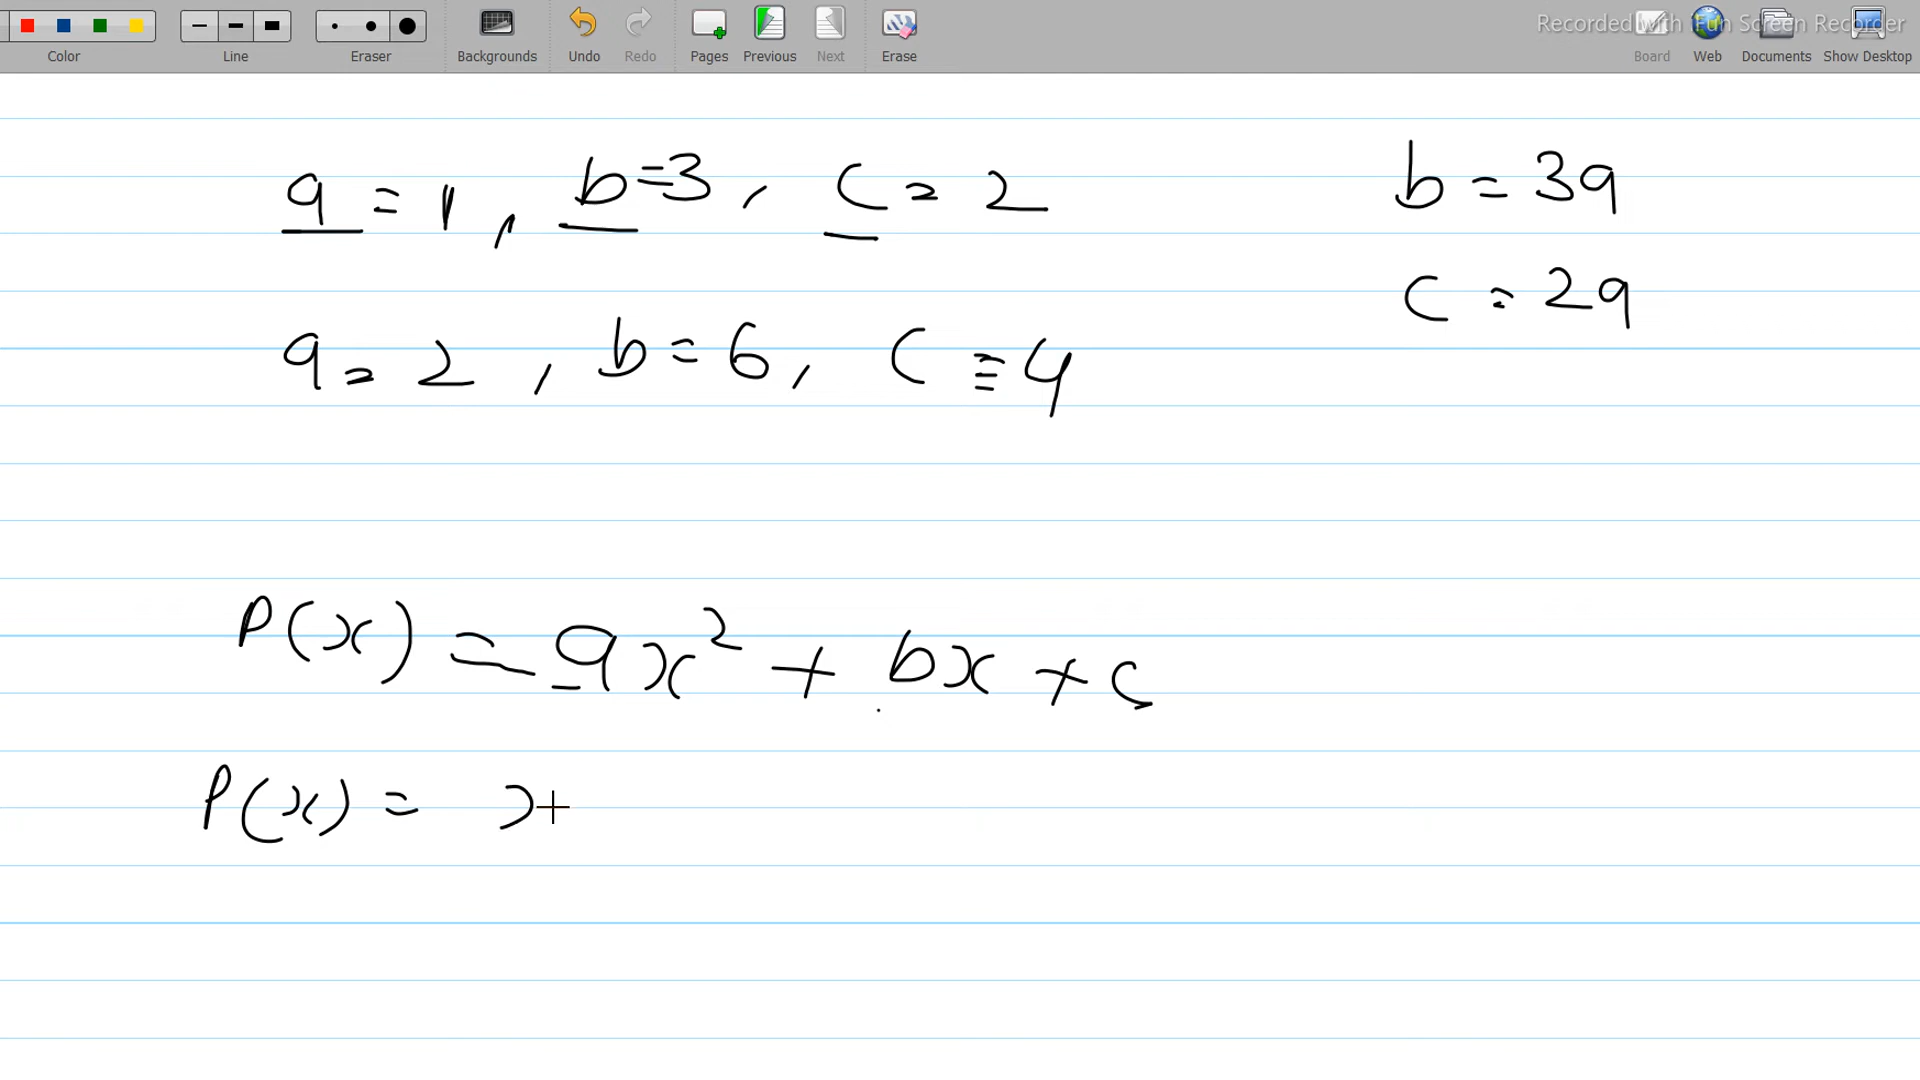 Recorded with Fun Screen Recorder
Color Line Eraser Backgrounds Undo Redo Pages Previous Next Erase Board Web Documents Show Desktop
a = 1, b = 3, c = 2
b = 3a
c = 2a
a = 2, b = 6, c = 4
P(x) = ax² + bx + c
P(x) =